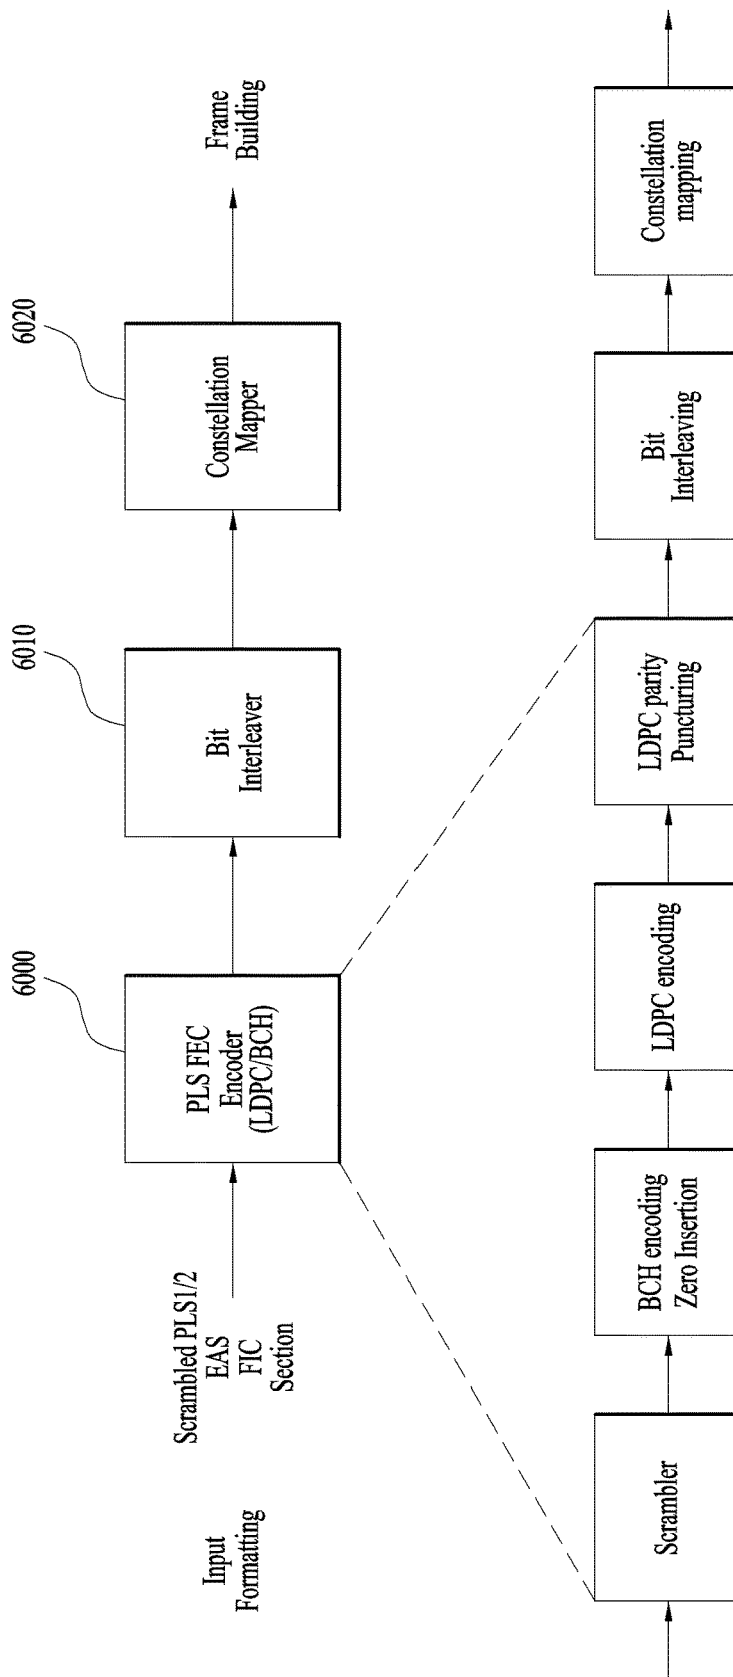 Input
Formatting
Scrambled PLS1/2
EAS
FIC
Section
6000
PLS FEC
Encoder
(LDPC/BCH)
6010
Bit
Interleaver
6020
Constellation
Mapper
Frame
Building
Scrambler
BCH encoding
Zero Insertion
LDPC encoding
LDPC parity
Puncturing
Bit
Interleaving
Constellation
mapping